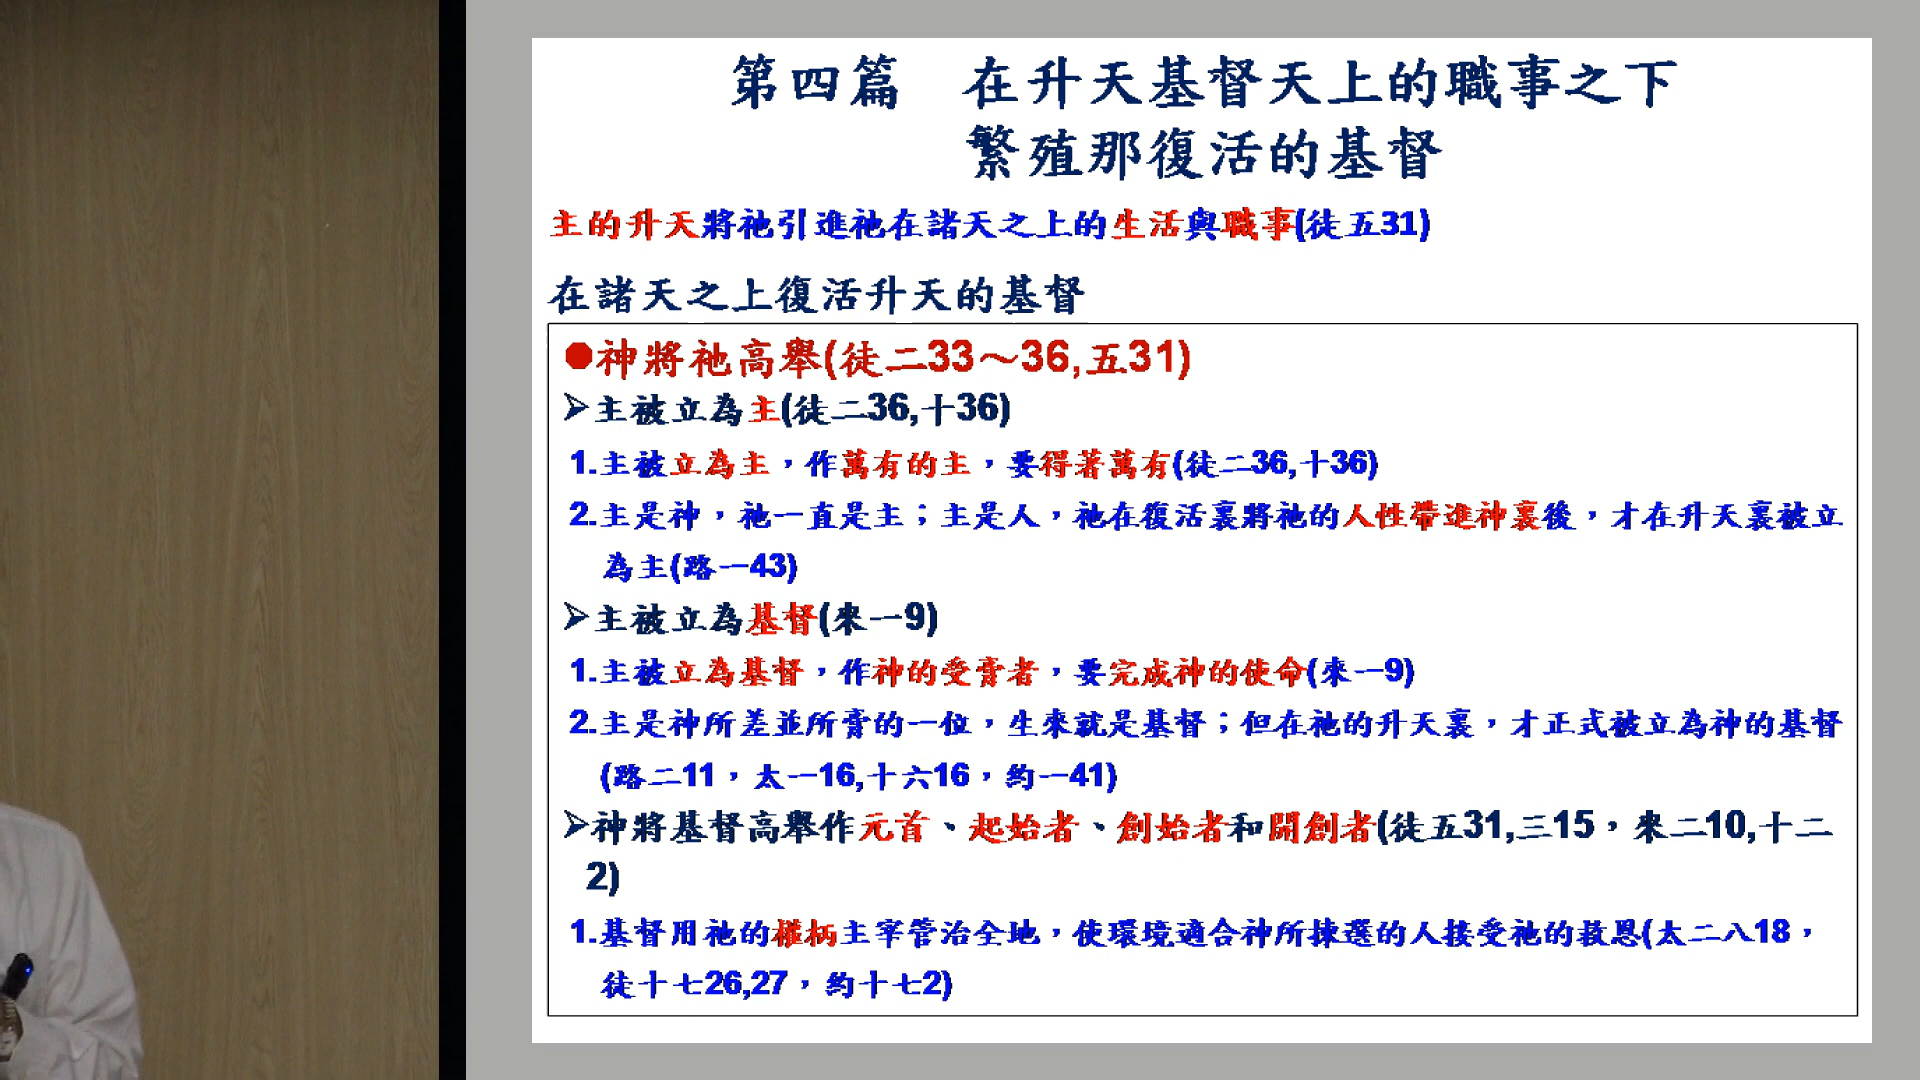 第四篇　在升天基督天上的職事之下
繁殖那復活的基督
主的升天將祂引進祂在諸天之上的生活與職事(徒五31)
在諸天之上復活升天的基督
●神將祂高舉(徒二33～36,五31)
➢主被立為主(徒二36,十36)
1.主被立為主，作萬有的主，要得著萬有(徒二36,十36)
2.主是神，祂一直是主；主是人，祂在復活裏將祂的人性帶進神裏後，才在升天裏被立
為主(路一43)
➢主被立為基督(來一9)
1.主被立為基督，作神的受膏者，要完成神的使命(來一9)
2.主是神所差並所膏的一位，生來就是基督；但在祂的升天裏，才正式被立為神的基督
(路二11，太一16,十六16，約一41)
➢神將基督高舉作元首、起始者、創始者和開創者(徒五31,三15，來二10,十二
2)
1.基督用祂的權柄主宰管治全地，使環境適合神所揀選的人接受祂的救恩(太二八18，
徒十七26,27，約十七2)